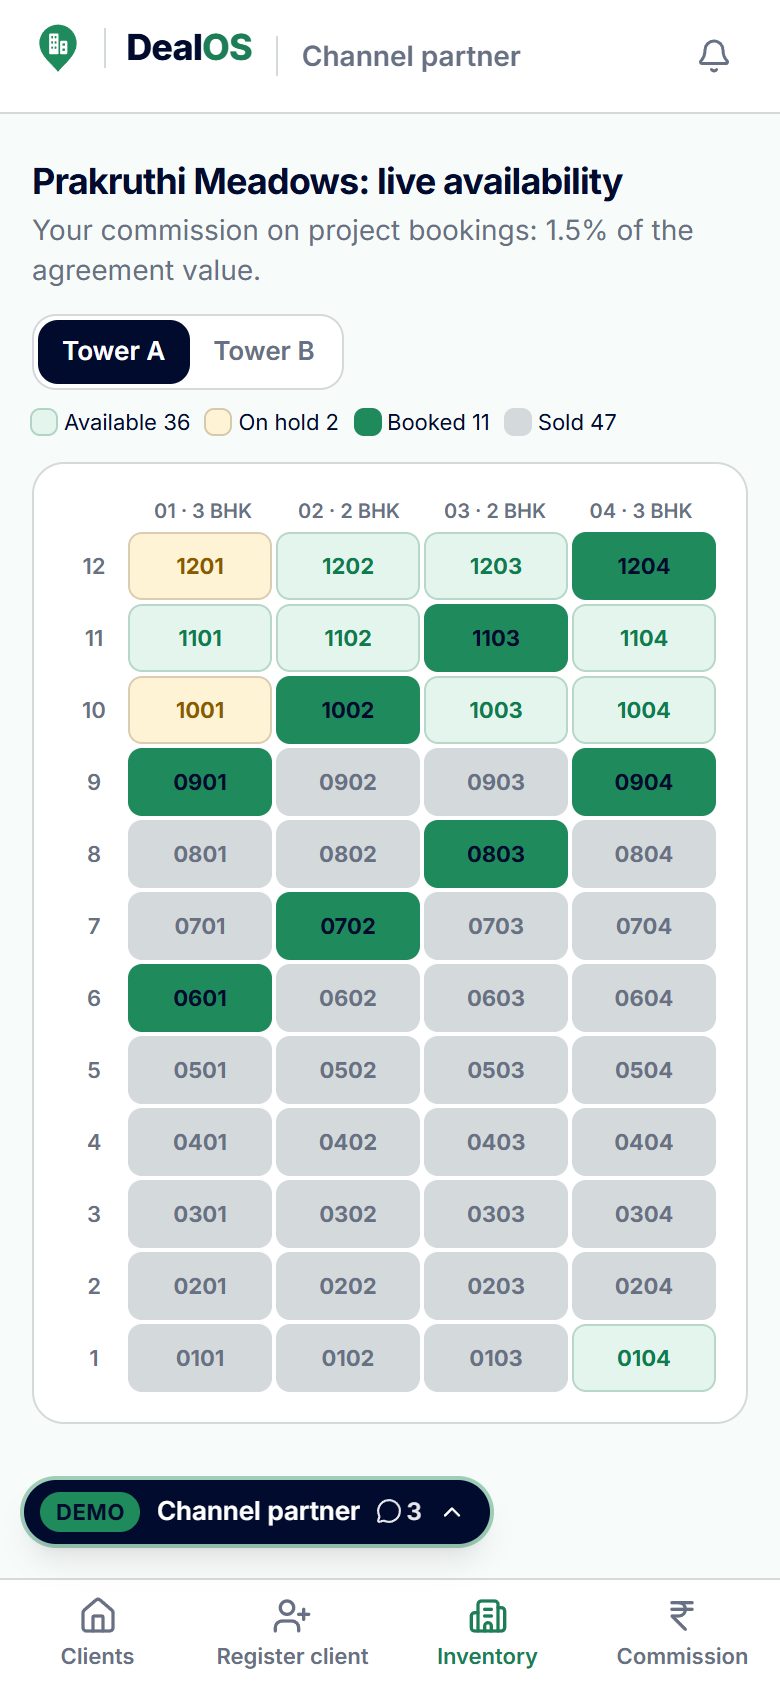 DealOS
Channel partner
Prakruthi Meadows: live availability
Your commission on project bookings: 1.5% of the
agreement value.
Tower A Tower B
Available 36 On hold 2 Booked 11 Sold 47
01 · 3 BHK 02 · 2 BHK 03 · 2 BHK 04 · 3 BHK
12 1201 1202 1203 1204
11 1101 1102 1103 1104
10 1001 1002 1003 1004
9 0901 0902 0903 0904
8 0801 0802 0803 0804
7 0701 0702 0703 0704
6 0601 0602 0603 0604
5 0501 0502 0503 0504
4 0401 0402 0403 0404
3 0301 0302 0303 0304
2 0201 0202 0203 0204
1 0101 0102 0103 0104
DEMO Channel partner 3
Clients Register client Inventory Commission